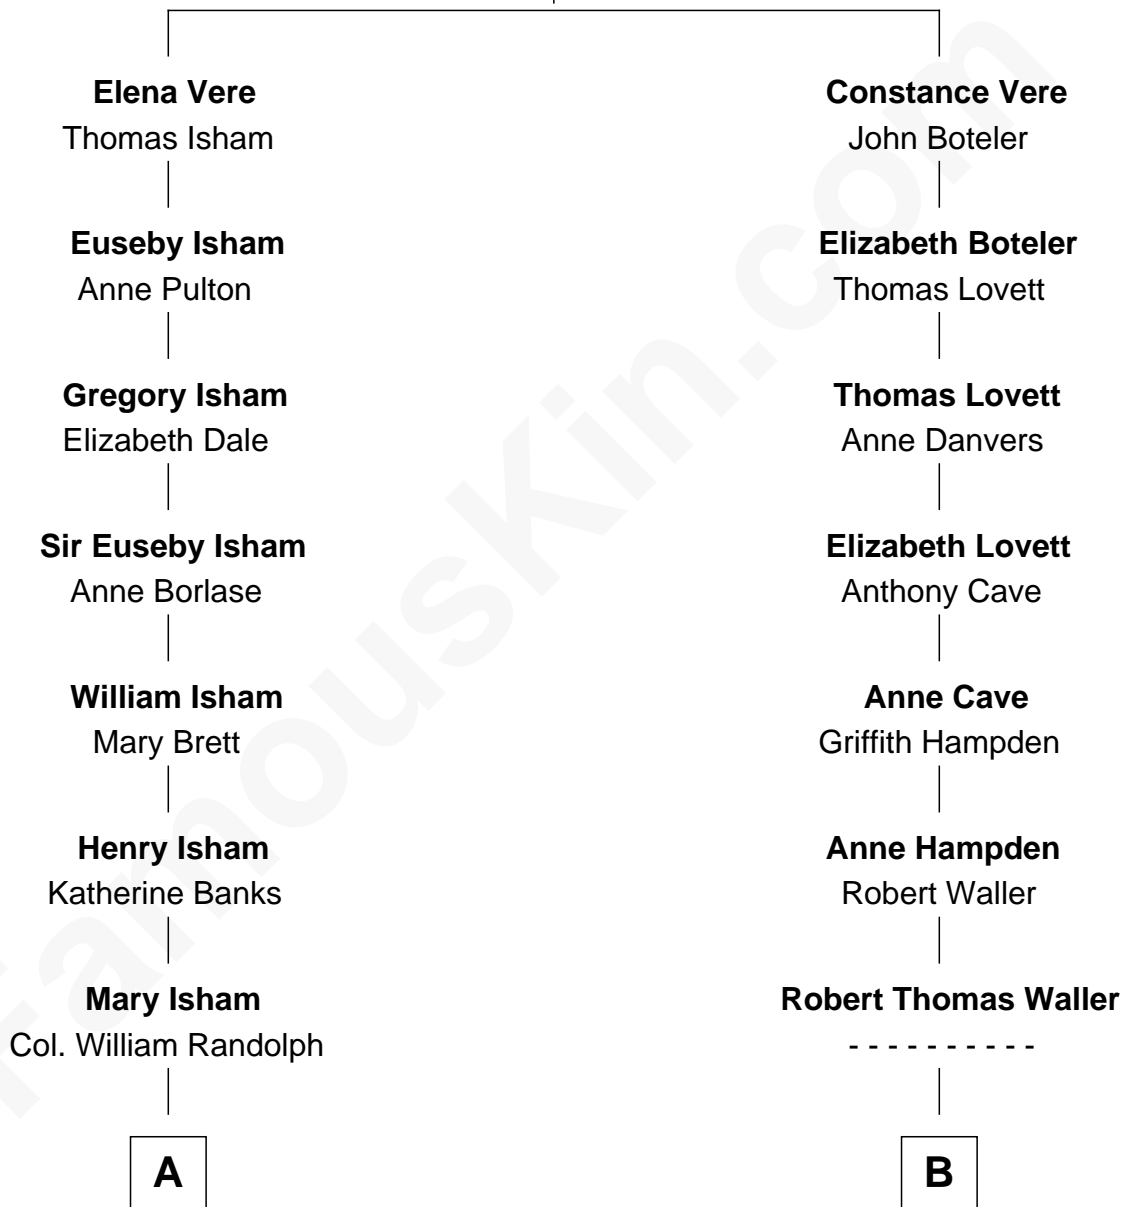 Elena Vere
Thomas Isham
Constance Vere
John Boteler
Euseby Isham
Anne Pulton
Elizabeth Boteler
Thomas Lovett
Gregory Isham
Elizabeth Dale
Thomas Lovett
Anne Danvers
Sir Euseby Isham
Anne Borlase
Elizabeth Lovett
Anthony Cave
William Isham
Mary Brett
Anne Cave
Griffith Hampden
Henry Isham
Katherine Banks
Anne Hampden
Robert Waller
Mary Isham
Col. William Randolph
Robert Thomas Waller
- - - - - - - - - -
A
B
FamousKin.com